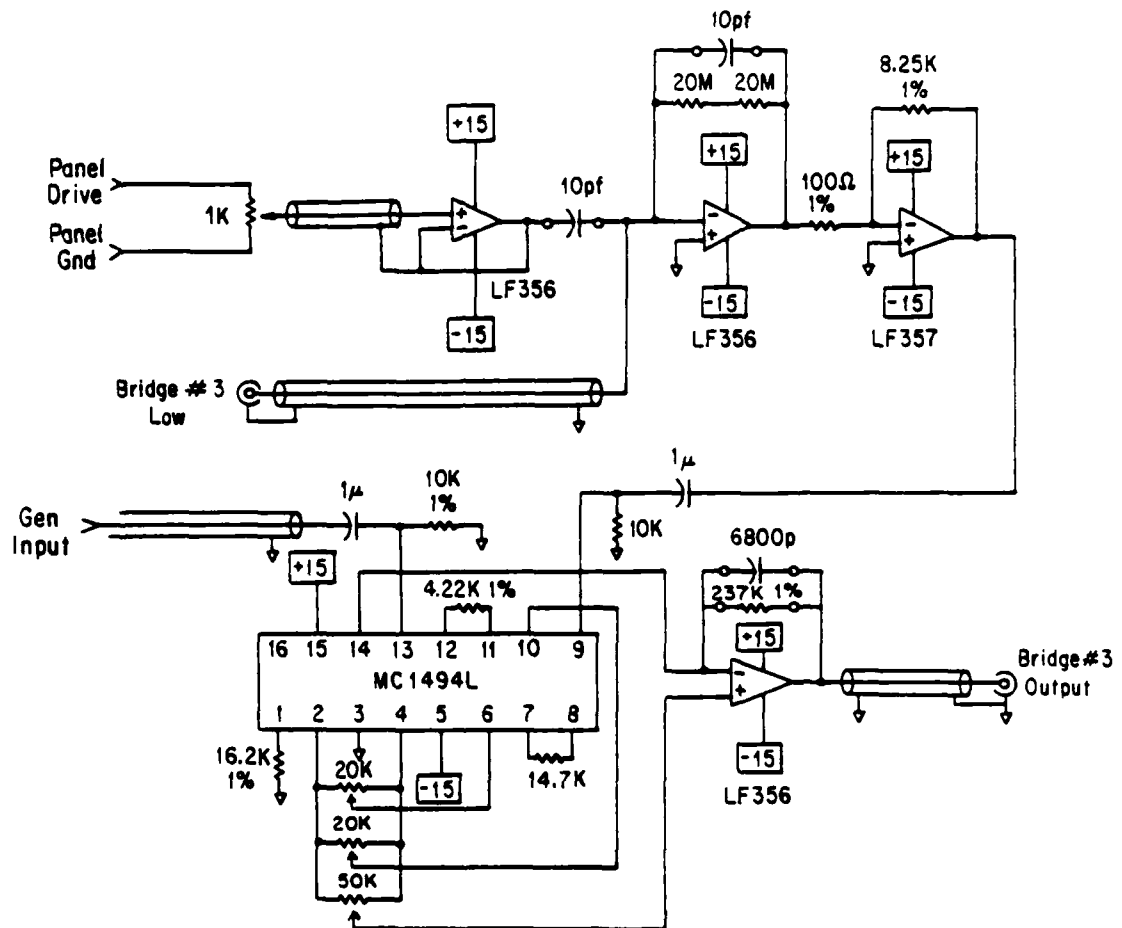 10pf
20M 20M
8.25K
1%
+15
+15
+15
Panel
Drive
1K
10pf
100Ω
1%
Panel
Gnd
LF356
-15
-15
LF356
-15
LF357
Bridge #3
Low
1μ
Gen
Input
1μ
10K
1%
10K
+15
4.22K 1%
6800p
237K 1%
+15
16 15 14 13 12 11 10 9
MC1494L
1 2 3 4 5 6 7 8
Bridge#3
Output
16.2K
1%
20K
-15
14.7K
-15
LF356
20K
50K